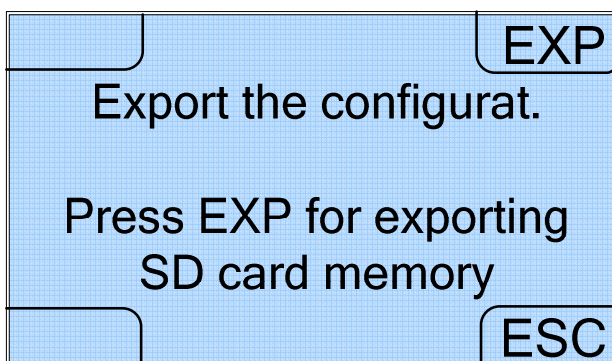 EXP
Export the configurat.
Press EXP for exporting
SD card memory
ESC